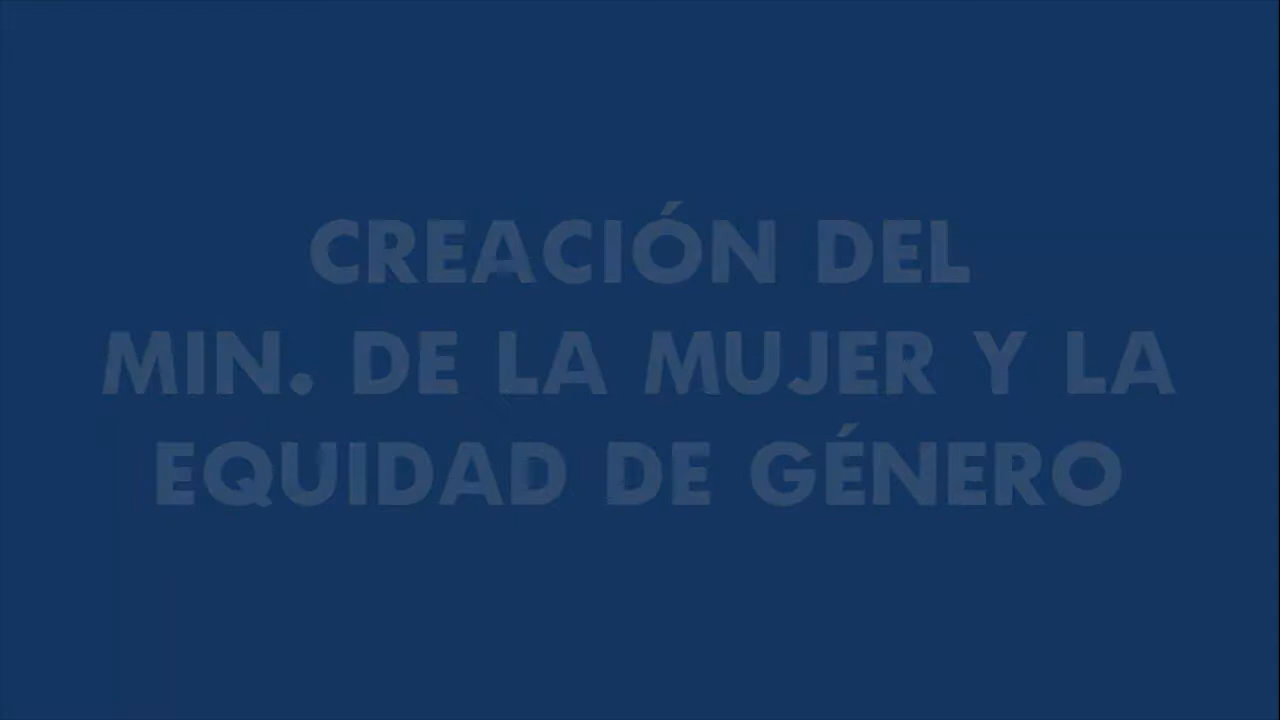 CREACIÓN DEL
MIN. DE LA MUJER Y LA
EQUIDAD DE GÉNERO